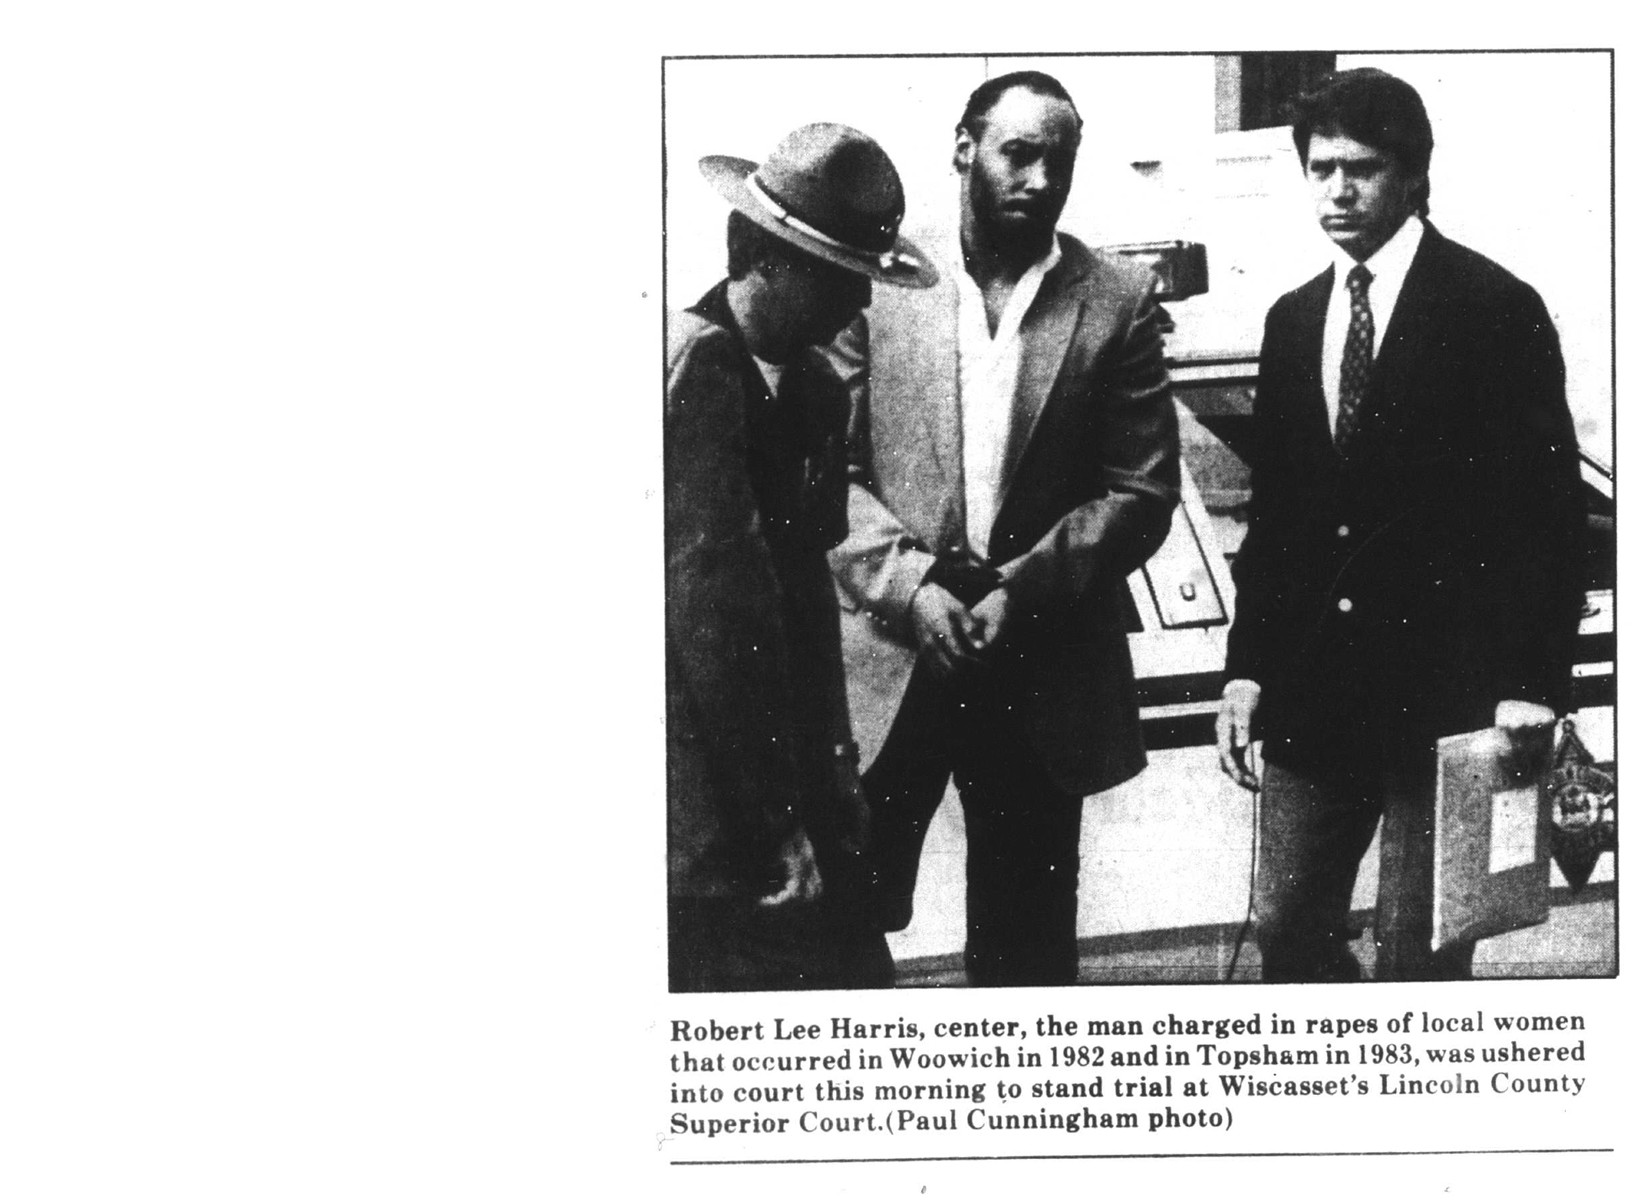 Robert Lee Harris, center, the man charged in rapes of local women
that occurred in Woowich in 1982 and in Topsham in 1983, was ushered
into court this morning to stand trial at Wiscasset's Lincoln County
Superior Court.(Paul Cunningham photo)